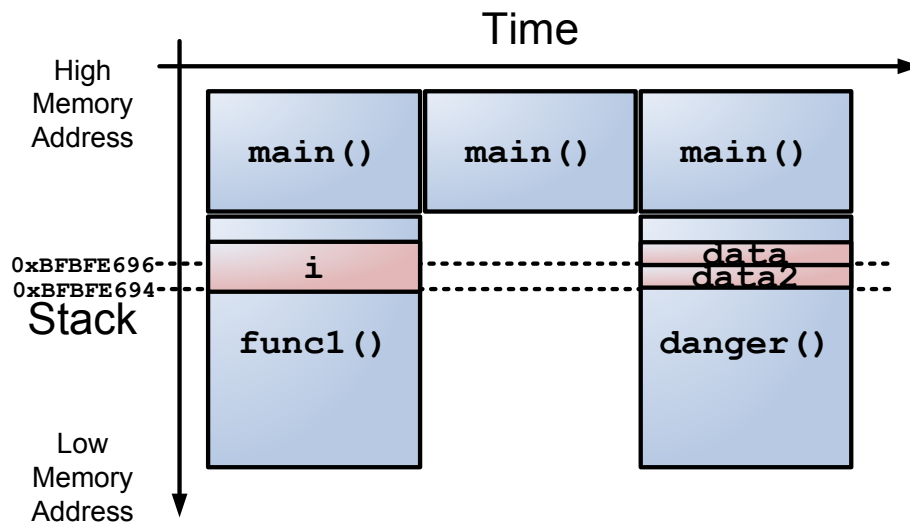 Time
High
Memory
Address
main()
main()
main()
0xBFBFE696
i
data
0xBFBFE694
data2
Stack
func1()
danger()
Low
Memory
Address